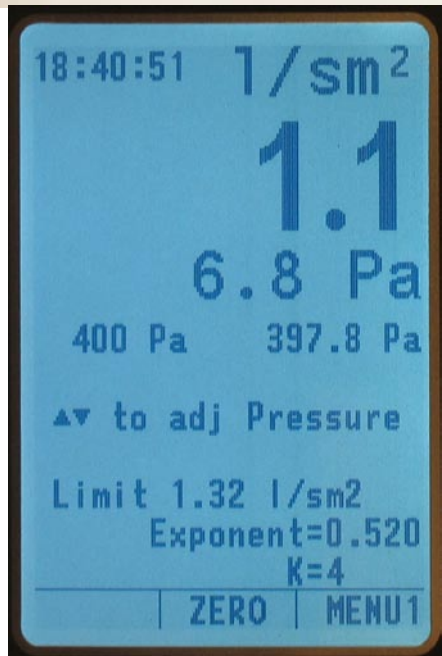 18:40:51 l/sm²
1.1
6.8 Pa
400 Pa 397.8 Pa
▲▼ to adj Pressure
Limit 1.32 l/sm2
Exponent=0.520
K=4
ZERO MENU1